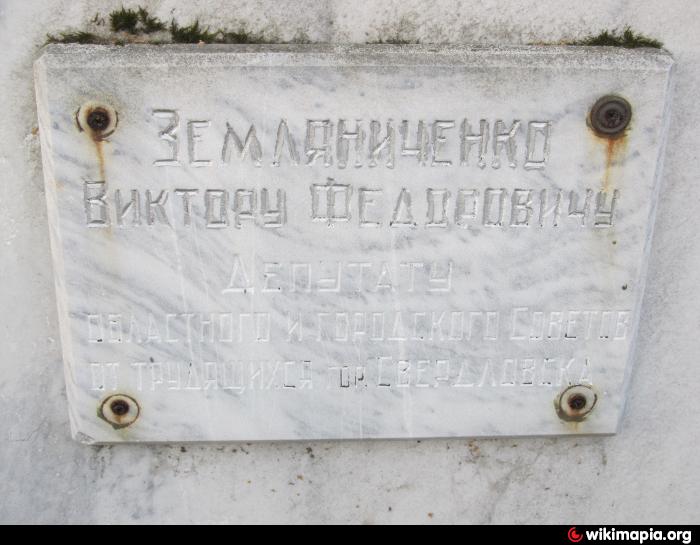 Земляниченко
Виктору Федоровичу
Депутату
областного и городского Советов
от трудящихся гор. Свердловска
wikimapia.org